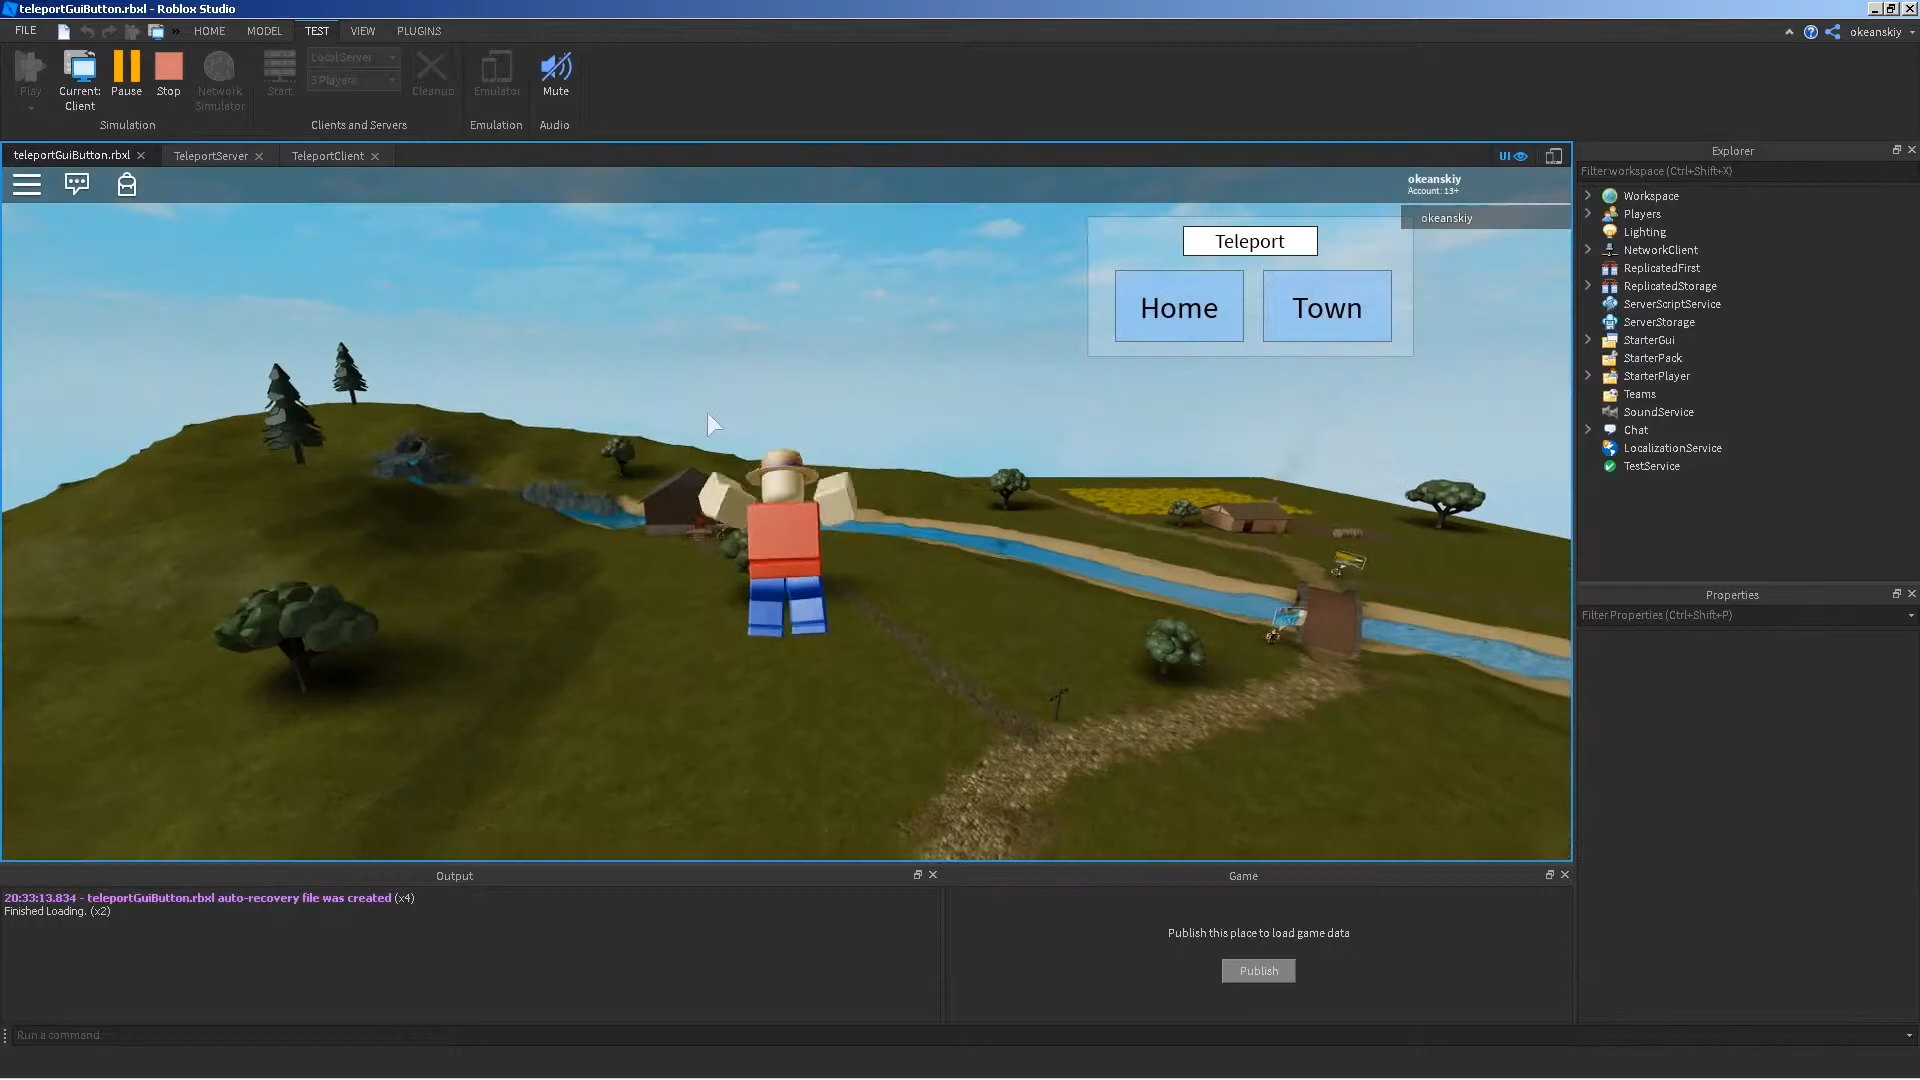 teleportGuiButton.rbxl - Roblox Studio
FILE HOME MODEL TEST VIEW PLUGINS okeanskiy
Play Current: Client Pause Stop Network Simulator Start Local Server 3 Players Cleanup Emulator Mute
Simulation Clients and Servers Emulation Audio
teleportGuiButton.rbxl TeleportServer TeleportClient UI
okeanskiy
Account: 13+
okeanskiy
Teleport
Home Town
Explorer
Filter workspace (Ctrl+Shift+X)
Workspace
Players
Lighting
NetworkClient
ReplicatedFirst
ReplicatedStorage
ServerScriptService
ServerStorage
StarterGui
StarterPack
StarterPlayer
Teams
SoundService
Chat
LocalizationService
TestService
Properties
Filter Properties (Ctrl+Shift+P)
Output
20:33:13.834 - teleportGuiButton.rbxl auto-recovery file was created (x4)
Finished Loading. (x2)
Game
Publish this place to load game data
Publish
Run a command